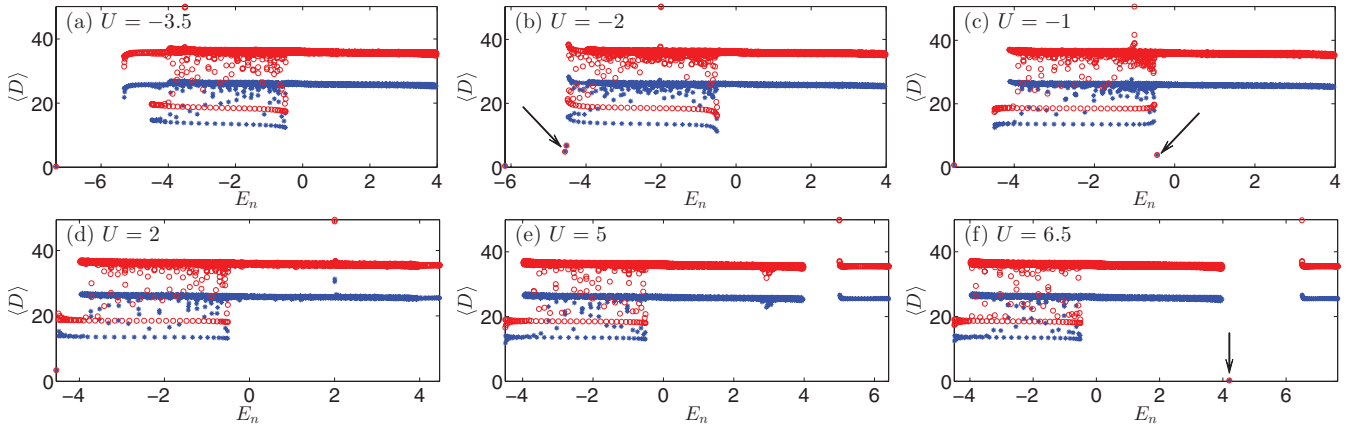 (a) U = −3.5
(b) U = −2
(c) U = −1
⟨D⟩
40
20
0
−6 −4 −2 0 2 4
E_n
⟨D⟩
40
20
0
−6 −4 −2 0 2 4
E_n
⟨D⟩
40
20
0
−4 −2 0 2 4
E_n
(d) U = 2
(e) U = 5
(f) U = 6.5
⟨D⟩
40
20
0
−4 −2 0 2 4
E_n
⟨D⟩
40
20
0
−4 −2 0 2 4 6
E_n
⟨D⟩
40
20
0
−4 −2 0 2 4 6
E_n